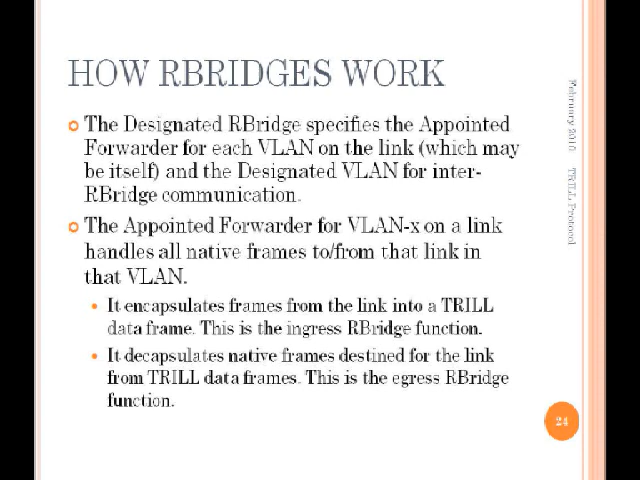 HOW RBRIDGES WORK
The Designated RBridge specifies the Appointed
Forwarder for each VLAN on the link (which may
be itself) and the Designated VLAN for inter-
RBridge communication.
The Appointed Forwarder for VLAN-x on a link
handles all native frames to/from that link in
that VLAN.
It encapsulates frames from the link into a TRILL
data frame. This is the ingress RBridge function.
It decapsulates native frames destined for the link
from TRILL data frames. This is the egress RBridge
function.
February 2010 TRILL Protocol
24